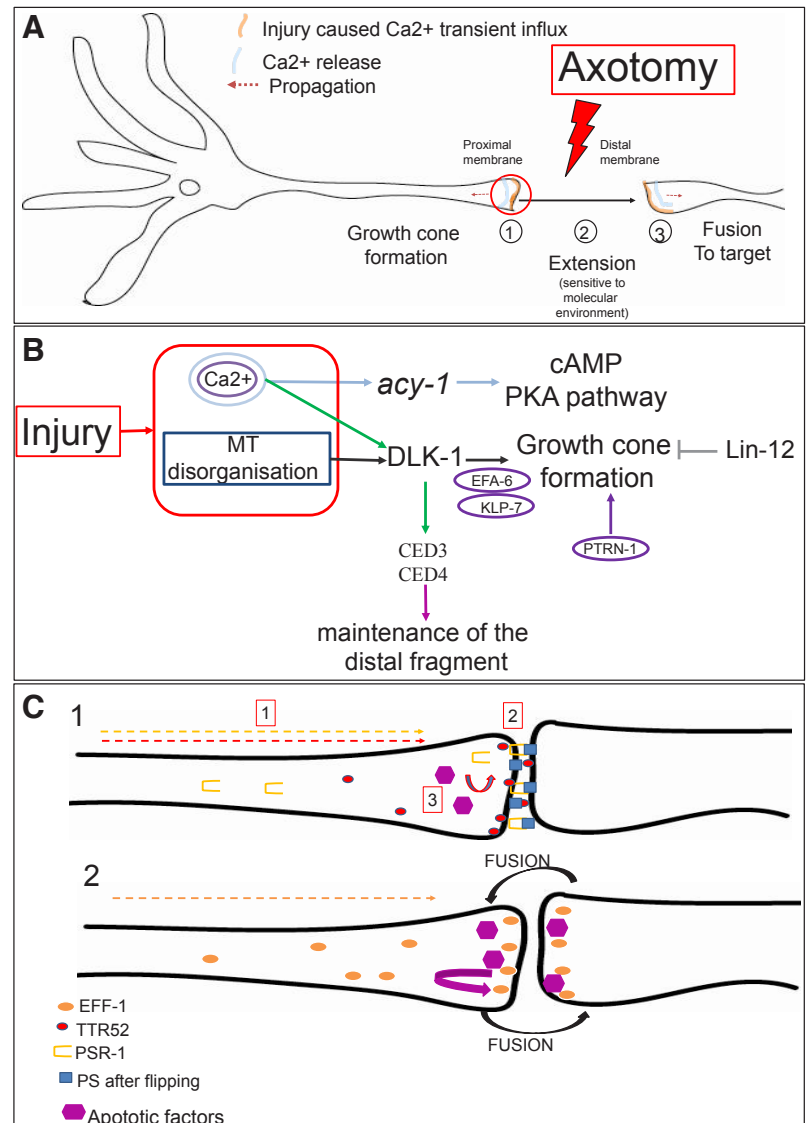 A
Injury caused Ca2+ transient influx
Ca2+ release
Propagation
Axotomy
Proximal
membrane
Distal
membrane
Growth cone
formation
1
2
3
Extension
(sensitive to
molecular
environment)
Fusion
To target
B
Injury
Ca2+
MT
disorganisation
acy-1
cAMP
PKA pathway
DLK-1
EFA-6
KLP-7
Growth cone
formation
Lin-12
PTRN-1
CED3
CED4
maintenance of the
distal fragment
C
1
1
2
3
2
FUSION
FUSION
EFF-1
TTR52
PSR-1
PS after flipping
Apototic factors